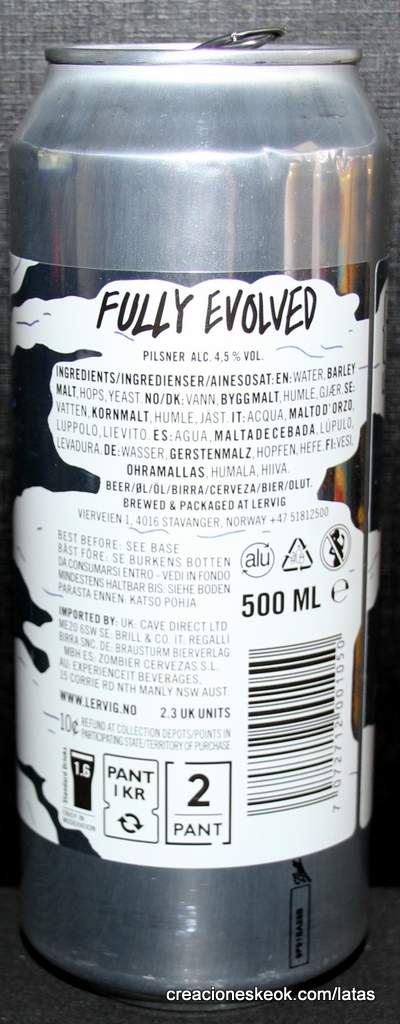 FULLY EVOLVED
PILSNER ALC. 4,5 % VOL.
INGREDIENTS/INGREDIENSER/AINESOSAT: EN: WATER, BARLEY
MALT, HOPS, YEAST. NO/DK: VANN, BYGGMALT, HUMLE, GJÆR. SE:
VATTEN, KORNMALT, HUMLE, JÄST. IT: ACQUA, MALTO D'ORZO,
LUPPOLO, LIEVITO. ES: AGUA, MALTA DE CEBADA, LÚPULO,
LEVADURA. DE: WASSER, GERSTENMALZ, HOPFEN, HEFE. FI: VESI,
OHRAMALLAS, HUMALA, HIIVA.
BEER/ØL/ÖL/BIRRA/CERVEZA/BIER/OLUT.
BREWED & PACKAGED AT LERVIG
VIERVEIEN 1, 4016 STAVANGER, NORWAY +47 51812500
BEST BEFORE: SEE BASE
BÄST FÖRE: SE BURKENS BOTTEN
DA CONSUMARSI ENTRO - VEDI IN FONDO
MINDESTENS HALTBAR BIS: SIEHE BODEN
PARASTA ENNEN: KATSO POHJA
alu
500 ML e
IMPORTED BY: UK: CAVE DIRECT LTD
ME20 6SW SE: BRILL & CO. IT: REGALLI
BIRRA SNC. DE: BRAUSTURM BIERVERLAG
MBH ES: ZOMBIER CERVEZAS S.L.
AU: EXPERIENCEIT BEVERAGES,
15 CORRIE RD NTH MANLY NSW AUST.
WWW.LERVIG.NO 2.3 UK UNITS
10¢ REFUND AT COLLECTION DEPOTS/POINTS IN
PARTICIPATING STATE/TERRITORY OF PURCHASE
Standard Drinks
1.6
ENJOY IN
MODERATION
PANT
1 KR
2
PANT
7 072712 001050
creacioneskeok.com/latas